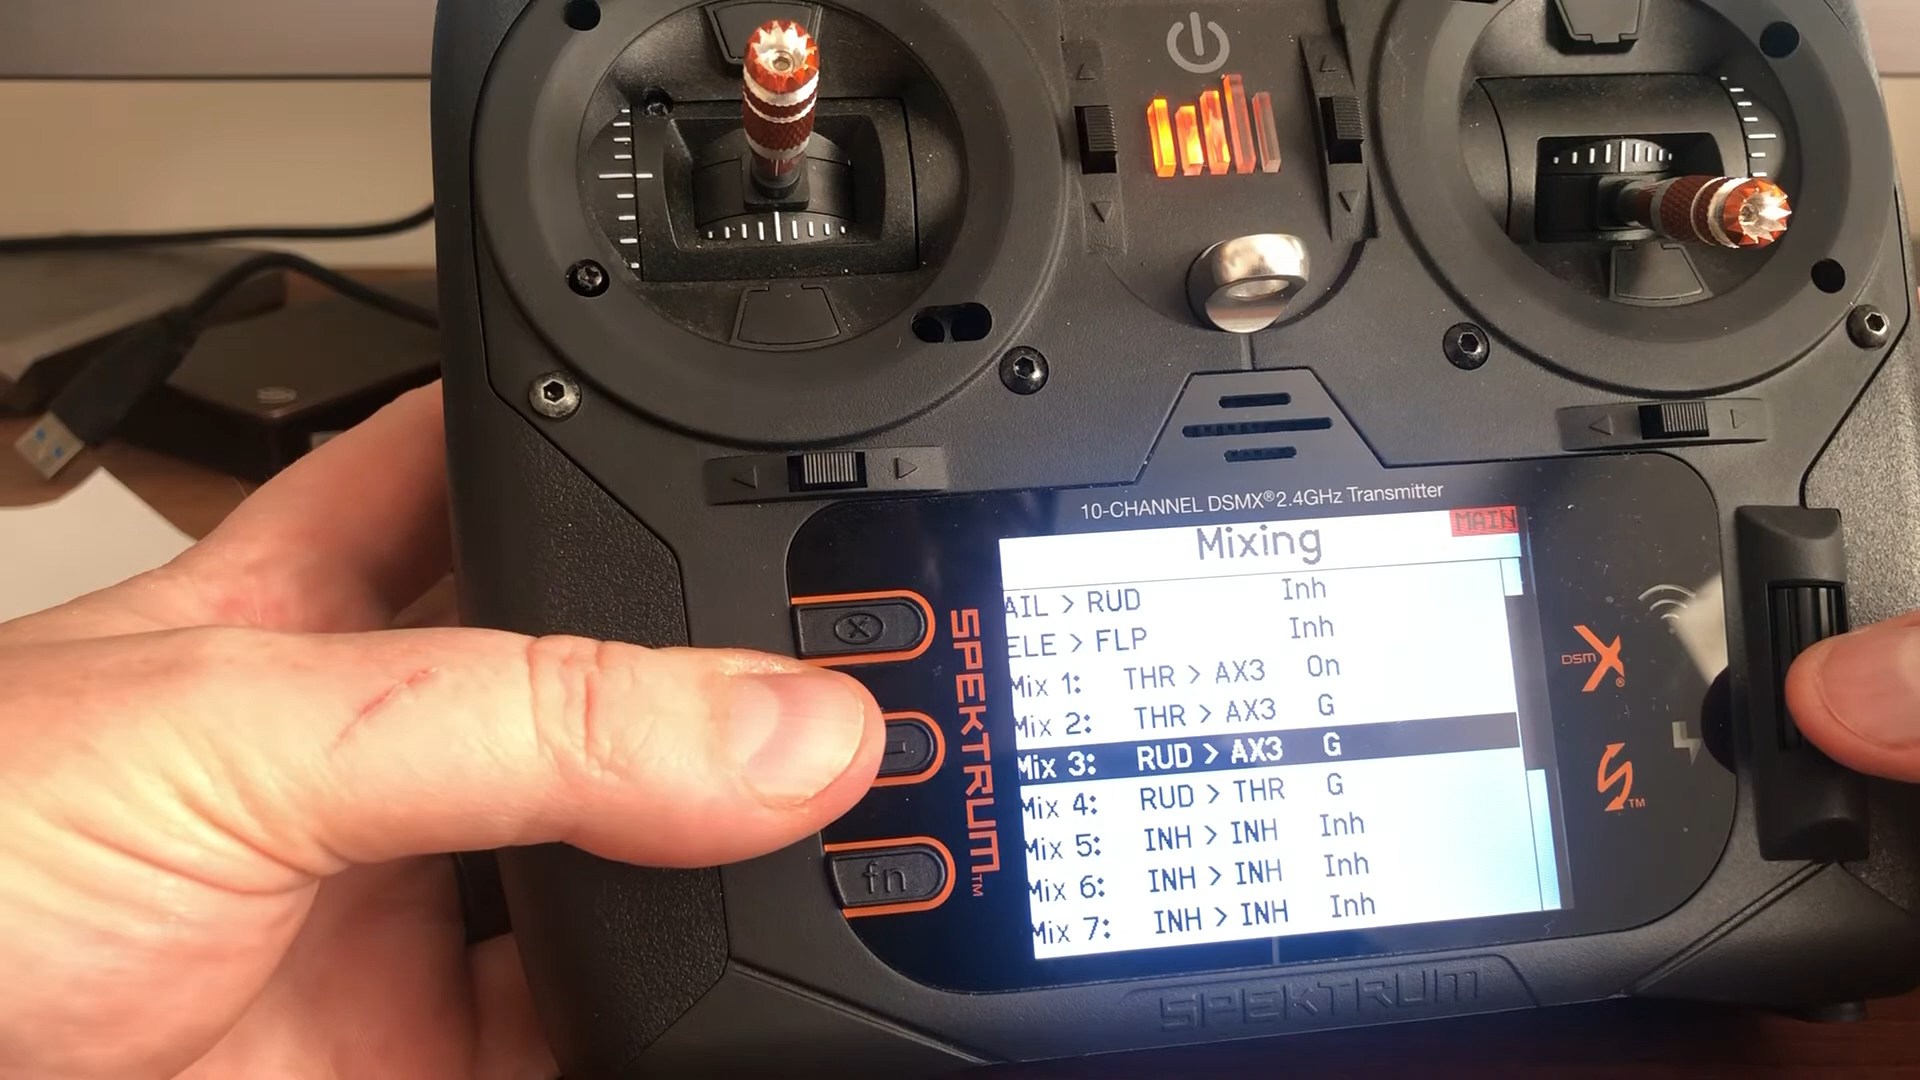 10-CHANNEL DSMX®2.4GHz Transmitter
Mixing
MAIN
AIL > RUD Inh
ELE > FLP Inh
Mix 1: THR > AX3 On
Mix 2: THR > AX3 G
Mix 3: RUD > AX3 G
Mix 4: RUD > THR G
Mix 5: INH > INH Inh
Mix 6: INH > INH Inh
Mix 7: INH > INH Inh
SPEKTRUM™
fn
DSMX®
TM
SPEKTRUM